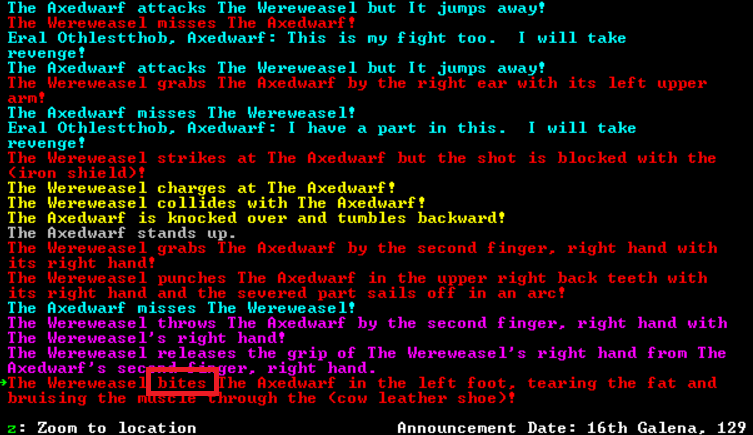 The Axedwarf attacks The Wereweasel but It jumps away!
The Wereweasel misses The Axedwarf!
Eral Othlestthob, Axedwarf: This is my fight too.  I will take
revenge!
The Axedwarf attacks The Wereweasel but It jumps away!
The Wereweasel grabs The Axedwarf by the right ear with its left upper
arm!
The Axedwarf misses The Wereweasel!
Eral Othlestthob, Axedwarf: I have a part in this.  I will take
revenge!
The Wereweasel strikes at The Axedwarf but the shot is blocked with the
(iron shield)!
The Wereweasel charges at The Axedwarf!
The Wereweasel collides with The Axedwarf!
The Axedwarf is knocked over and tumbles backward!
The Axedwarf stands up.
The Wereweasel grabs The Axedwarf by the second finger, right hand with
its right hand!
The Wereweasel punches The Axedwarf in the upper right back teeth with
its right hand and the severed part sails off in an arc!
The Axedwarf misses The Wereweasel!
The Wereweasel throws The Axedwarf by the second finger, right hand with
The Wereweasel's right hand!
The Wereweasel releases the grip of The Wereweasel's right hand from The
Axedwarf's second finger, right hand.
The Wereweasel bites The Axedwarf in the left foot, tearing the fat and
bruising the muscle through the (cow leather shoe)!
z: Zoom to location Announcement Date: 16th Galena, 129